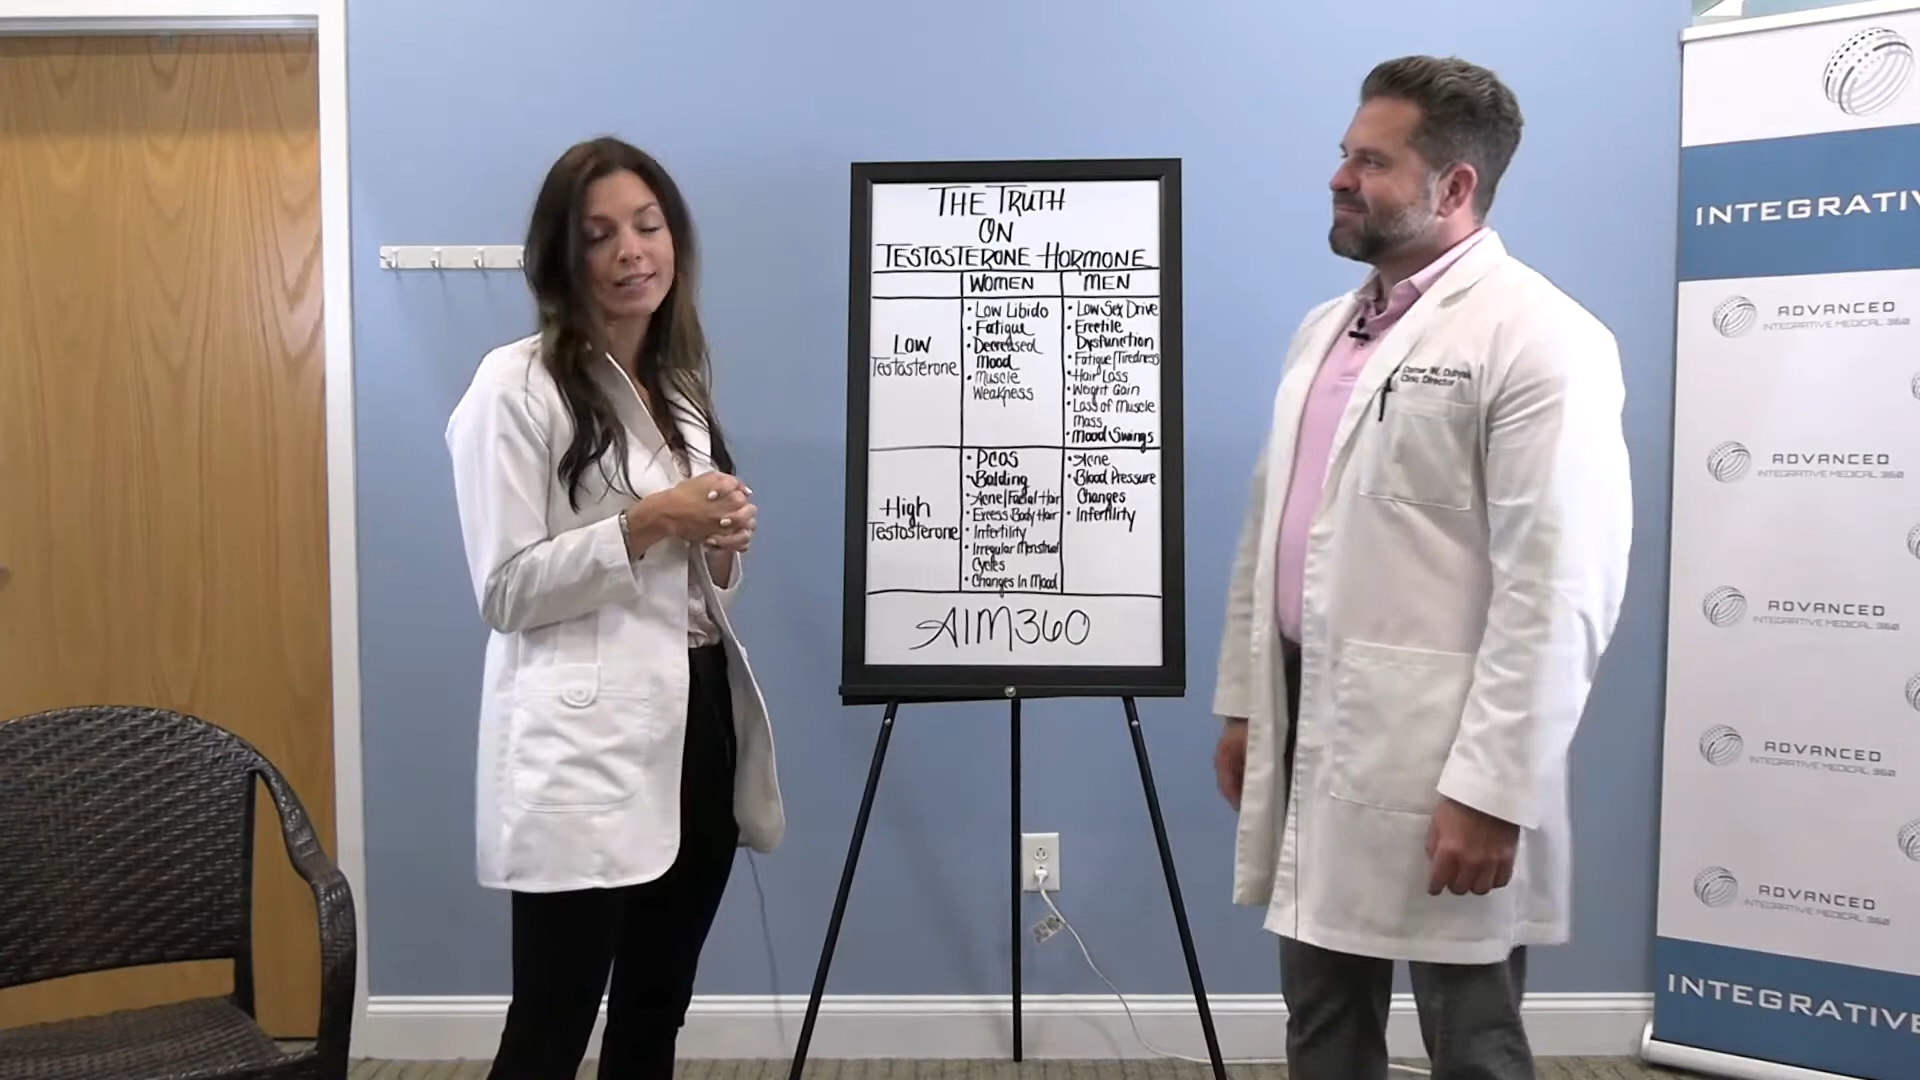 THE TRUTH
ON
TESTOSTERONE HORMONE
WOMEN
MEN
LOW
Testosterone
• Low Libido
• Fatigue
• Decreased
Mood
• Muscle
Weakness
• Low Sex Drive
• Erectile
Dysfunction
• Fatigue/Tiredness
• Hair Loss
• Weight Gain
• Loss of Muscle
Mass
• Mood Swings
High
Testosterone
• PCOS
• Balding
• Acne/Facial Hair
• Excess Body Hair
• Infertility
• Irregular Menstrual
Cycles
• Changes In Mood
• Acne
• Blood Pressure
Changes
• Infertility
AIM360
W.
Clinic Director
INTEGRATIV
ADVANCED
INTEGRATIVE MEDICAL 360
ADVANCED
INTEGRATIVE MEDICAL 360
ADVANCED
INTEGRATIVE MEDICAL 360
ADVANCED
INTEGRATIVE MEDICAL 360
ADVANCED
INTEGRATIVE MEDICAL 360
INTEGRATIVE